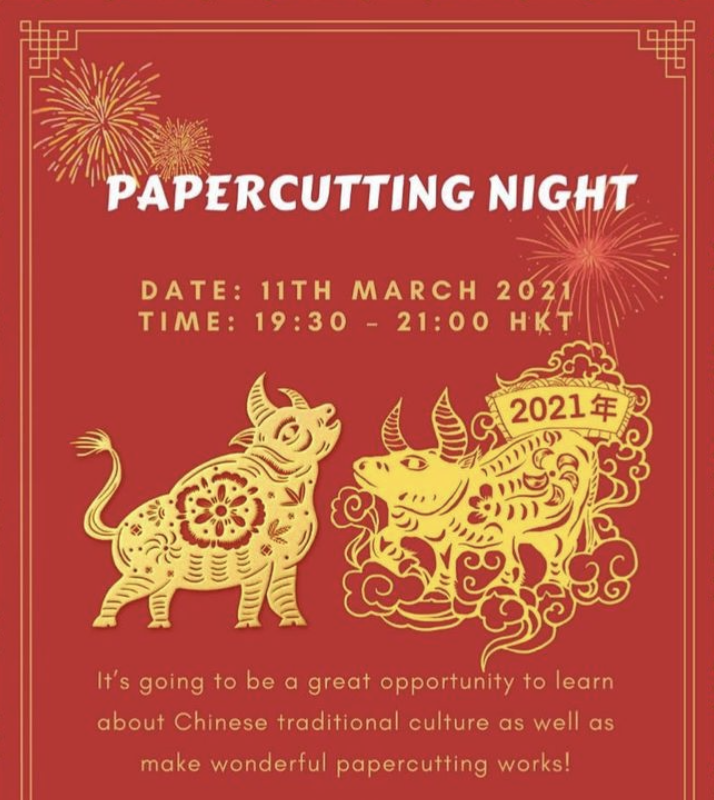 PAPERCUTTING NIGHT
DATE: 11TH MARCH 2021
TIME: 19:30 – 21:00 HKT
2021年
It's going to be a great opportunity to learn
about Chinese traditional culture as well as
make wonderful papercutting works!